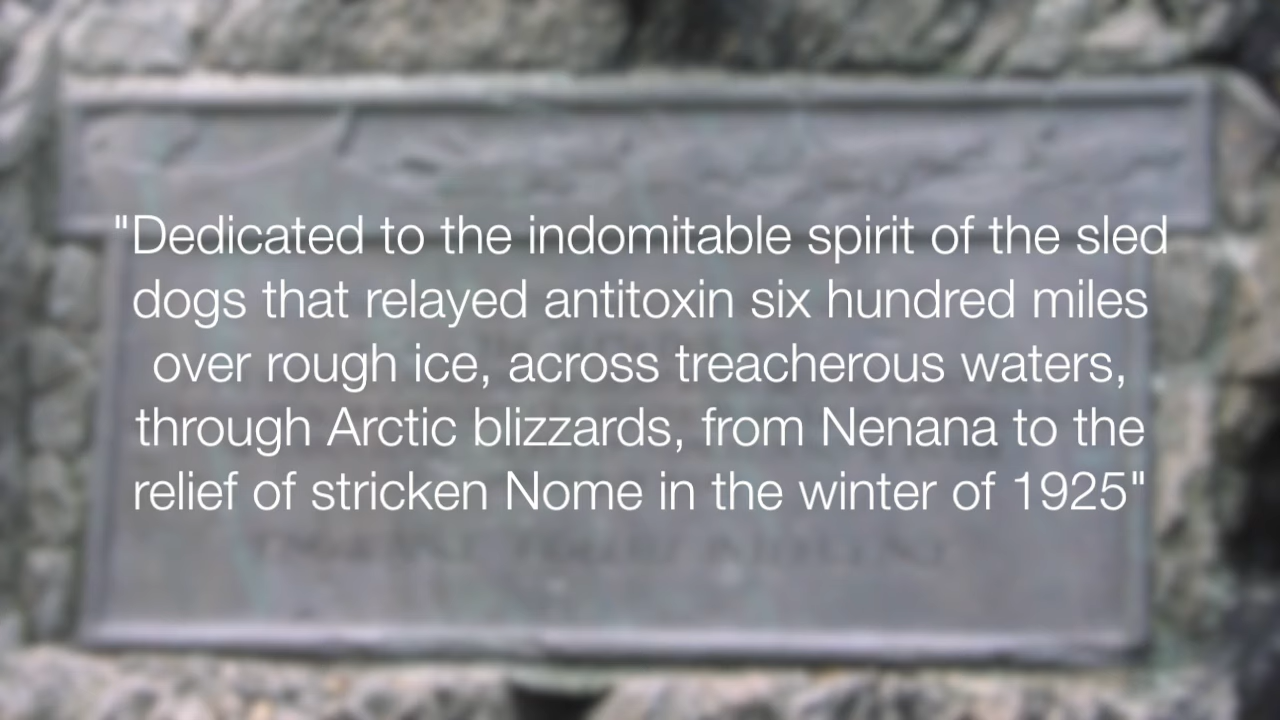 "Dedicated to the indomitable spirit of the sled
dogs that relayed antitoxin six hundred miles
over rough ice, across treacherous waters,
through Arctic blizzards, from Nenana to the
relief of stricken Nome in the winter of 1925"